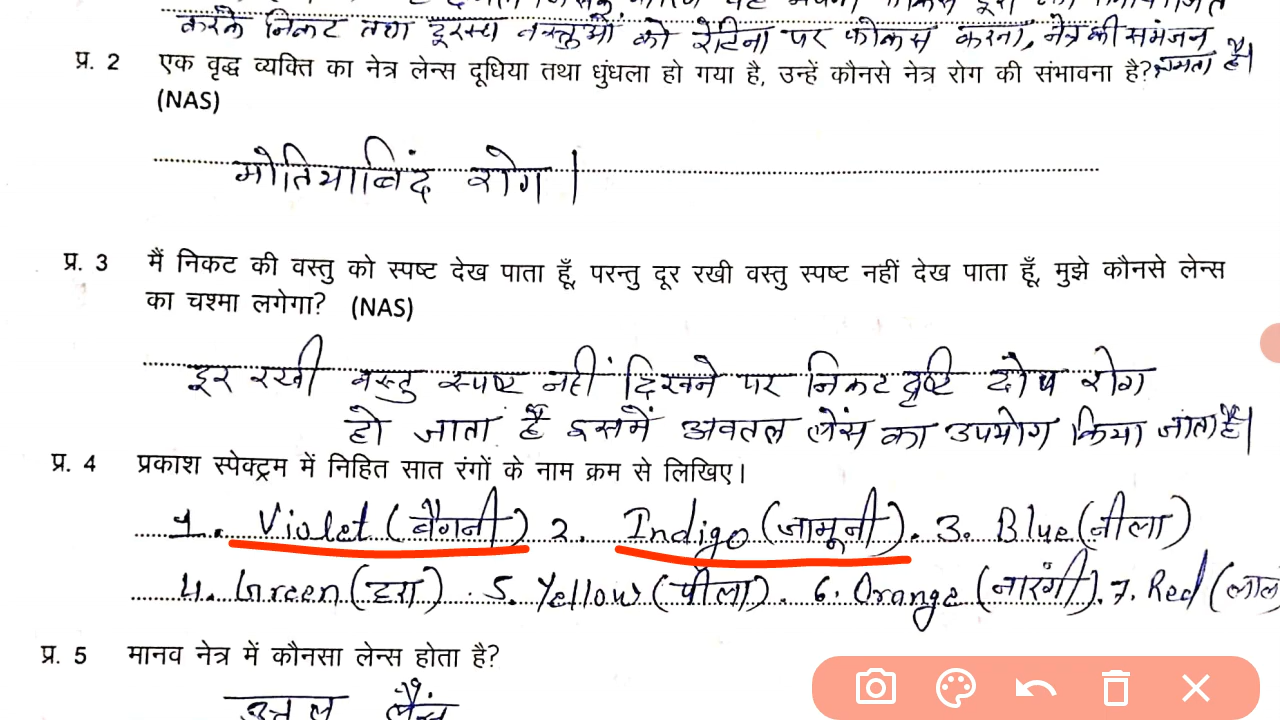 करके निकट तथा दूरस्थ वस्तुओं को रेटिना पर फोकस करना, नेत्र की समंजन
क्षमता है।
प्र. 2 एक वृद्ध व्यक्ति का नेत्र लेन्स दूधिया तथा धुंधला हो गया है, उन्हें कौनसे नेत्र रोग की संभावना है?
(NAS)
मोतियाबिंद रोग।
प्र. 3 मैं निकट की वस्तु को स्पष्ट देख पाता हूँ, परन्तु दूर रखी वस्तु स्पष्ट नहीं देख पाता हूँ, मुझे कौनसे लेन्स
का चश्मा लगेगा? (NAS)
दूर रखी वस्तु स्पष्ट नहीं दिखने पर निकट दृष्टि दोष रोग
हो जाता है इसमें अवतल लेंस का उपयोग किया जाता है।
प्र. 4 प्रकाश स्पेक्ट्रम में निहित सात रंगों के नाम क्रम से लिखिए।
1. Violet (बैगनी) 2. Indigo (जामूनी). 3. Blue (नीला)
4. Green (हरा). 5. Yellow (पीला). 6. Orange (नारंगी). 7. Red (लाल
प्र. 5 मानव नेत्र में कौनसा लेन्स होता है?
उत्तल लैंस